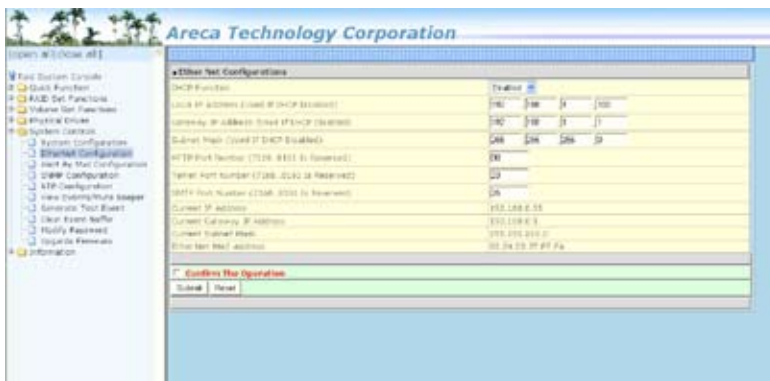 Areca Technology Corporation
[open all|close all]
Raid System Console
Quick Function
RAID Set Functions
Volume Set Functions
Physical Drives
System Controls
System Configuration
EtherNet Configuration
Alert By Mail Configuration
SNMP Configuration
NTP Configuration
View Events/Mute Beeper
Generate Test Event
Clear Event Buffer
Modify Password
Upgrade Firmware
Information
Ether Net Configurations
DHCP Function
Local IP Address (Used If DHCP Disabled) 192 168 100
Gateway IP Address (Used If DHCP Disabled) 192 168 1
Subnet Mask (Used If DHCP Disabled) 255 255 255 0
HTTP Port Number (7168..8191 Is Reserved) 80
Telnet Port Number (7168..8191 Is Reserved) 23
SMTP Port Number (7168..8191 Is Reserved) 25
Current IP Address
Current Gateway IP Address
Current Subnet Mask
Ether Net MAC Address
Confirm The Operation
Submit Reset